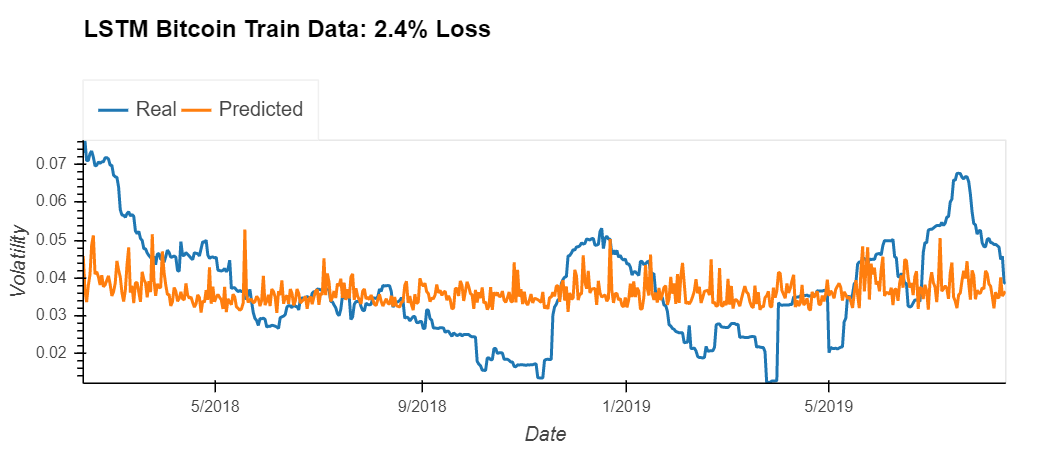 LSTM Bitcoin Train Data: 2.4% Loss
Real Predicted
0.07
0.06
0.05
0.04
0.03
0.02
Volatility
5/2018 9/2018 1/2019 5/2019
Date